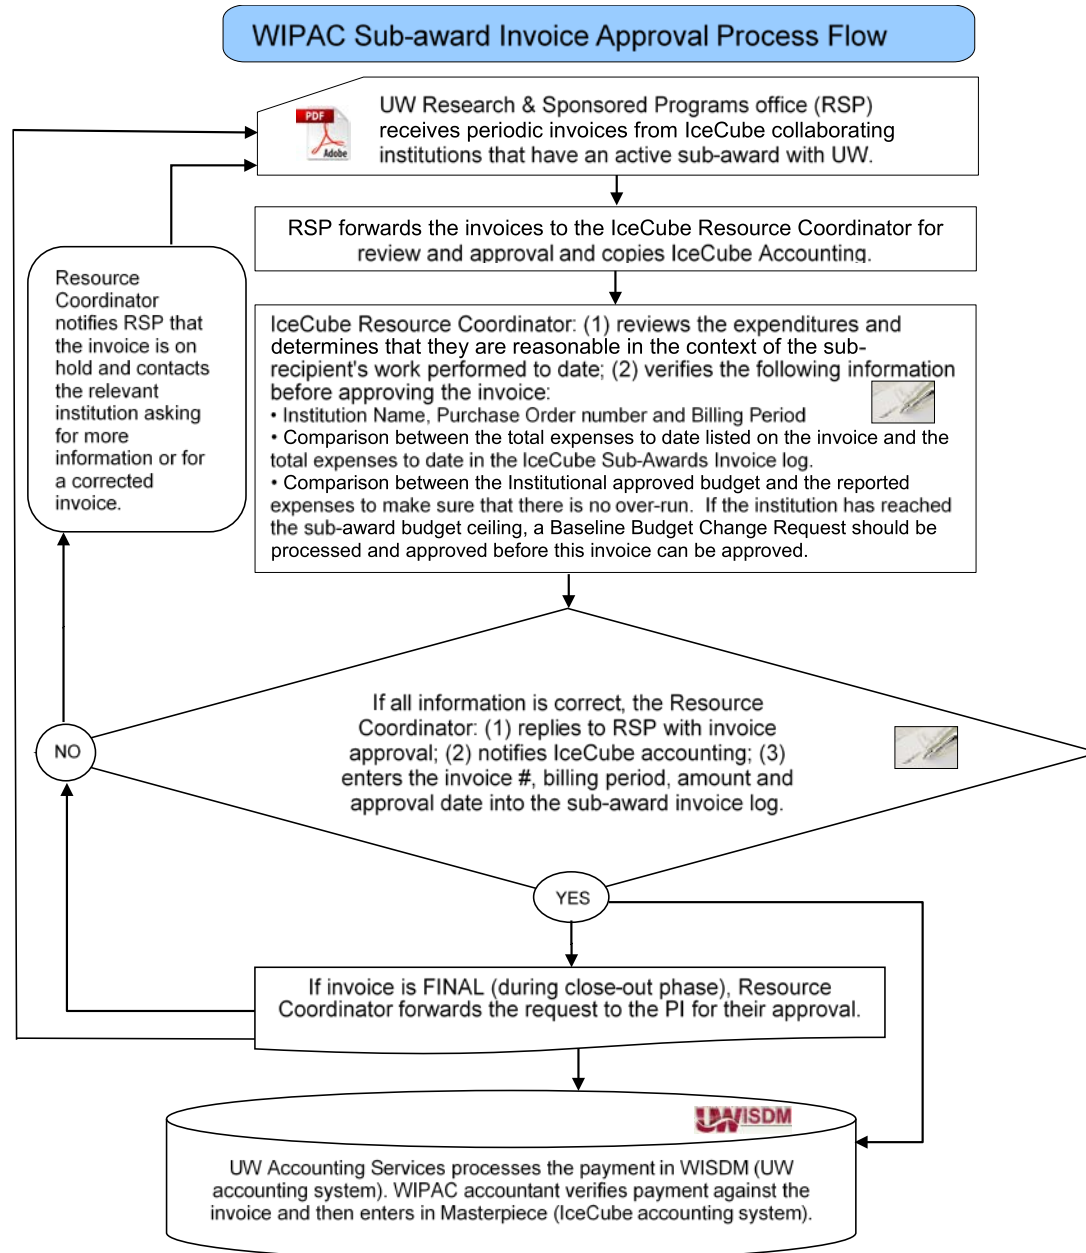 WIPAC Sub-award Invoice Approval Process Flow
PDF
Adobe
UW Research & Sponsored Programs office (RSP)
receives periodic invoices from IceCube collaborating
institutions that have an active sub-award with UW.
RSP forwards the invoices to the IceCube Resource Coordinator for
review and approval and copies IceCube Accounting.
Resource
Coordinator
notifies RSP that
the invoice is on
hold and contacts
the relevant
institution asking
for more
information or for
a corrected
invoice.
IceCube Resource Coordinator: (1) reviews the expenditures and
determines that they are reasonable in the context of the sub-
recipient's work performed to date; (2) verifies the following information
before approving the invoice:
• Institution Name, Purchase Order number and Billing Period
• Comparison between the total expenses to date listed on the invoice and the
total expenses to date in the IceCube Sub-Awards Invoice log.
• Comparison between the Institutional approved budget and the reported
expenses to make sure that there is no over-run.  If the institution has reached
the sub-award budget ceiling, a Baseline Budget Change Request should be
processed and approved before this invoice can be approved.
If all information is correct, the Resource
Coordinator: (1) replies to RSP with invoice
approval; (2) notifies IceCube accounting; (3)
enters the invoice #, billing period, amount and
approval date into the sub-award invoice log.
NO
YES
If invoice is FINAL (during close-out phase), Resource
Coordinator forwards the request to the PI for their approval.
UWISDM
UW Accounting Services processes the payment in WISDM (UW
accounting system). WIPAC accountant verifies payment against the
invoice and then enters in Masterpiece (IceCube accounting system).